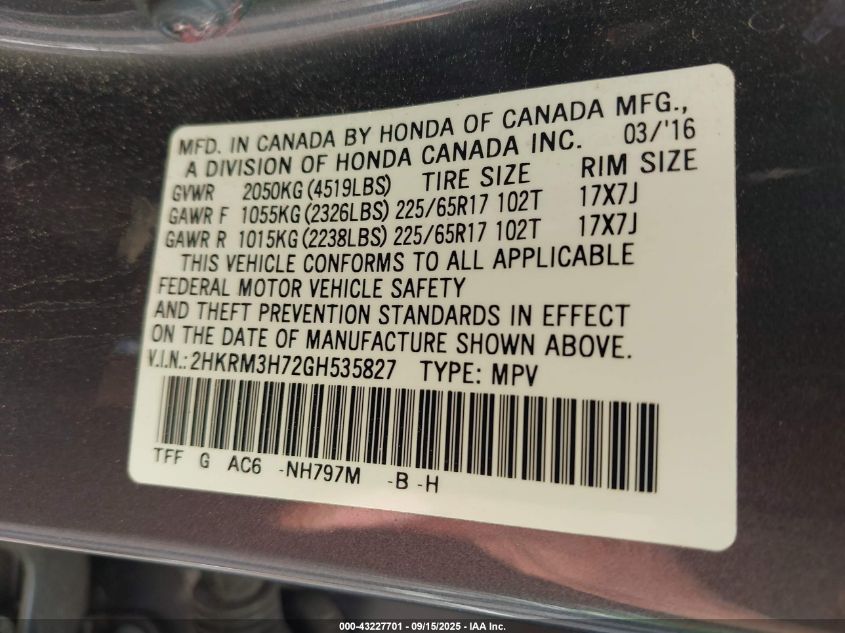 MFD. IN CANADA BY HONDA OF CANADA MFG.,
A DIVISION OF HONDA CANADA INC. 03/'16
GVWR 2050KG (4519LBS) TIRE SIZE RIM SIZE
GAWR F 1055KG (2326LBS) 225/65R17 102T 17X7J
GAWR R 1015KG (2238LBS) 225/65R17 102T 17X7J
THIS VEHICLE CONFORMS TO ALL APPLICABLE
FEDERAL MOTOR VEHICLE SAFETY
AND THEFT PREVENTION STANDARDS IN EFFECT
ON THE DATE OF MANUFACTURE SHOWN ABOVE.
V.I.N.: 2HKRM3H72GH535827 TYPE: MPV
TFF G AC6 -NH797M -B -H
000-43227701 - 09/15/2025 - IAA Inc.